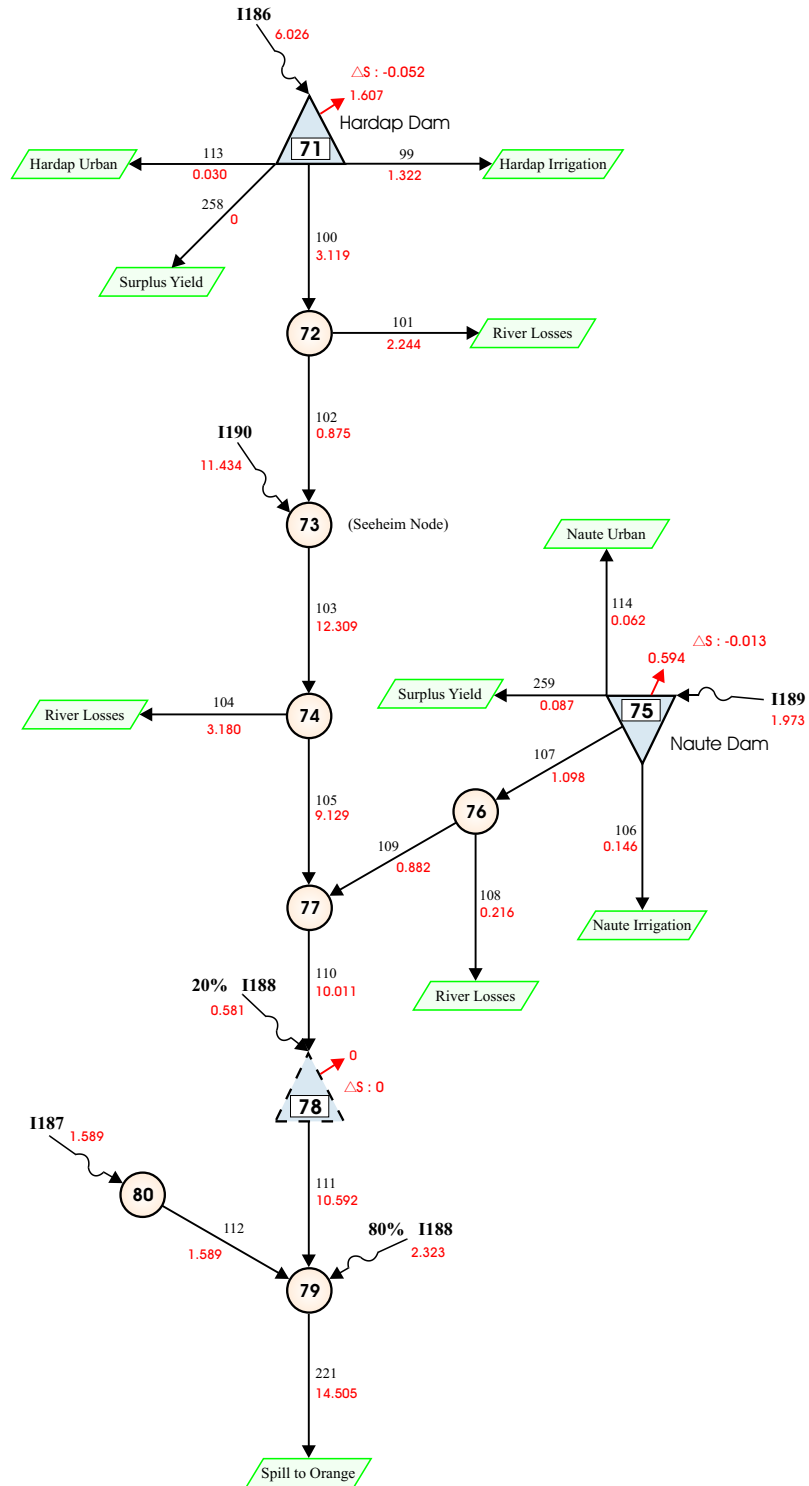 I186
6.026
△S : -0.052
1.607
Hardap Dam
71
Hardap Urban
113
0.030
99
1.322
Hardap Irrigation
258
0
Surplus Yield
100
3.119
72
101
2.244
River Losses
102
0.875
I190
11.434
73
(Seeheim Node)
Naute Urban
114
0.062
103
12.309
△S : -0.013
0.594
Surplus Yield
259
0.087
75
I189
1.973
Naute Dam
River Losses
104
3.180
74
107
1.098
76
105
9.129
106
0.146
109
0.882
108
0.216
77
Naute Irrigation
River Losses
110
10.011
20% I188
0.581
0
△S : 0
78
I187
1.589
80
111
10.592
112
1.589
80% I188
2.323
79
221
14.505
Spill to Orange